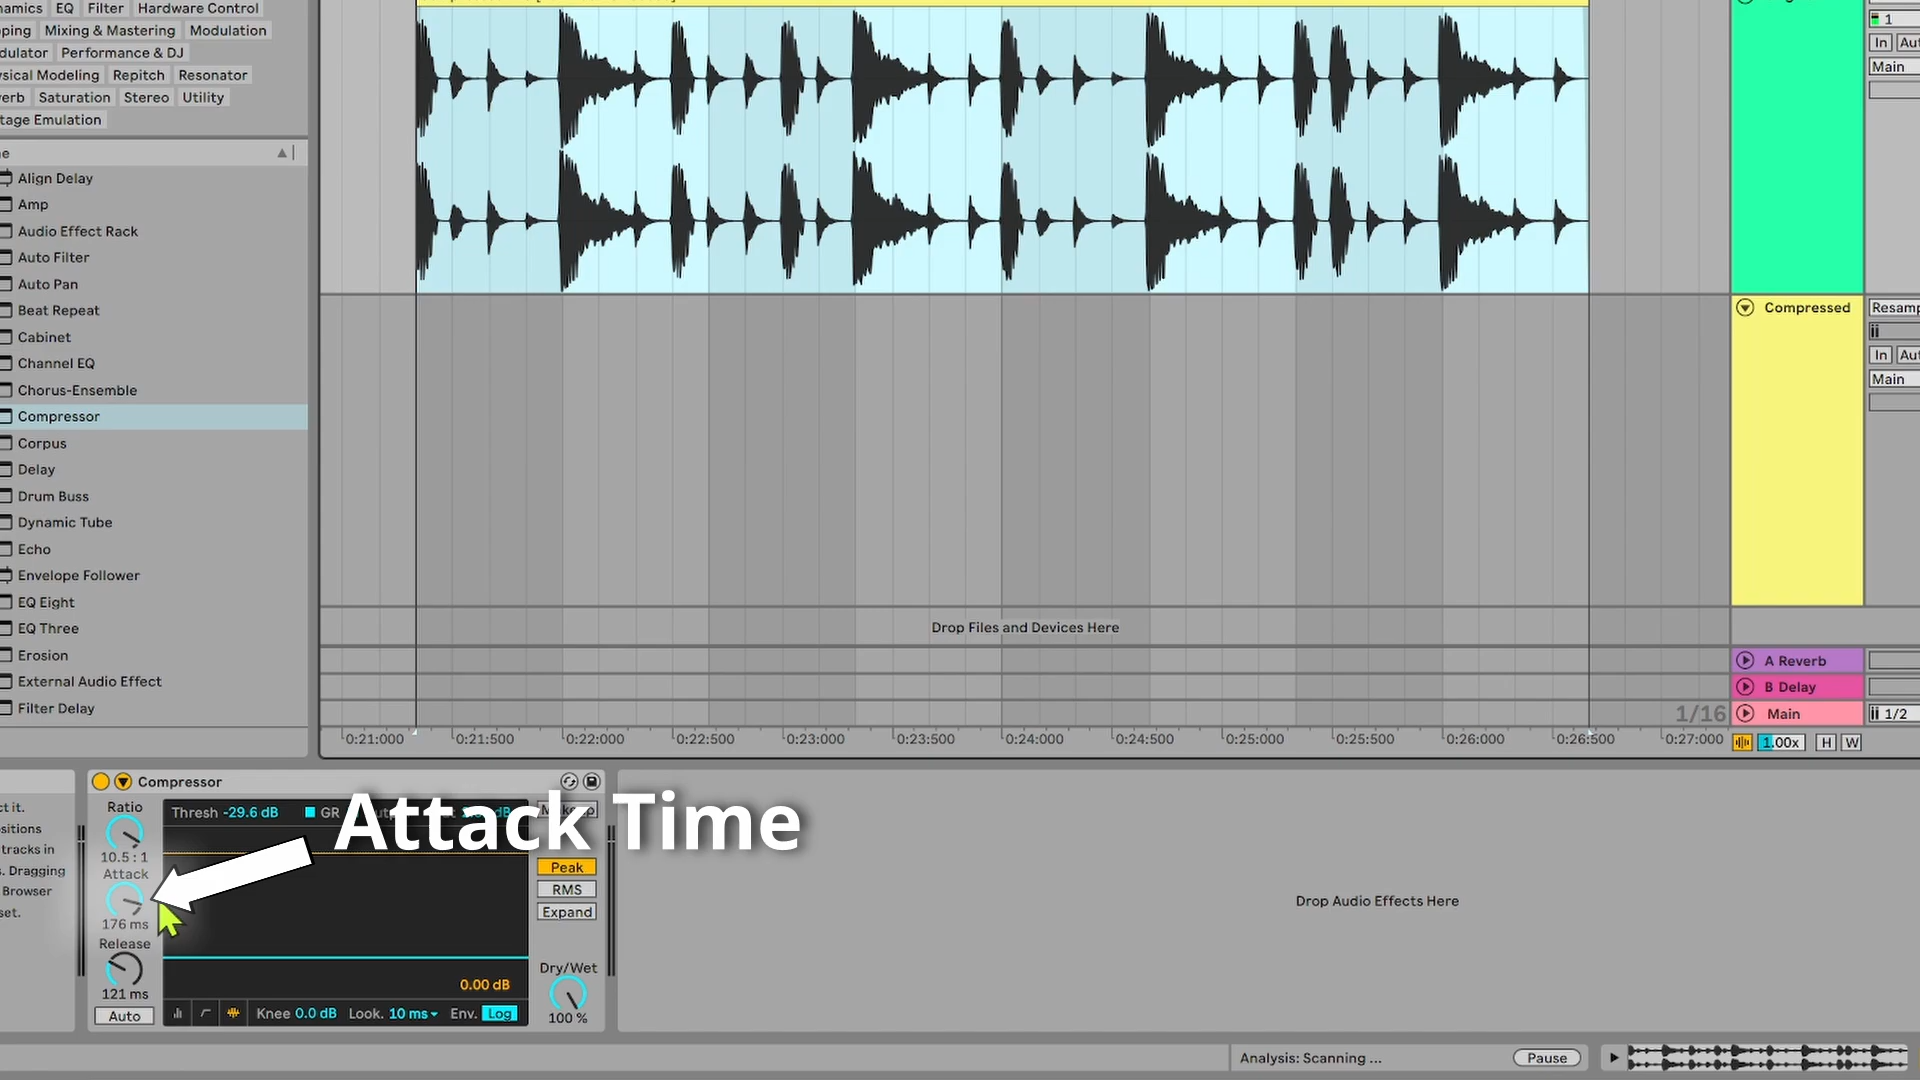 namics EQ Filter Hardware Control
ping Mixing & Mastering Modulation
dulator Performance & DJ
ysical Modeling Repitch Resonator
erb Saturation Stereo Utility
tage Emulation
e
Align Delay
Amp
Audio Effect Rack
Auto Filter
Auto Pan
Beat Repeat
Cabinet
Channel EQ
Chorus-Ensemble
Compressor
Corpus
Delay
Drum Buss
Dynamic Tube
Echo
Envelope Follower
EQ Eight
EQ Three
Erosion
External Audio Effect
Filter Delay
1
In Aut
Main
Compressed
Resamp
In Aut
Main
Drop Files and Devices Here
A Reverb
B Delay
1/16
Main
1/2
0:21:000 0:21:500 0:22:000 0:22:500 0:23:000 0:23:500 0:24:000 0:24:500 0:25:000 0:25:500 0:26:000 0:26:500 0:27:000
1.00x H W
ct it.
sitions
tracks in
s. Dragging
Browser
set.
Compressor
Ratio
10.5 : 1
Attack
176 ms
Release
121 ms
Auto
Thresh -29.6 dB GR
Attack Time
Peak
RMS
Expand
0.00 dB
Dry/Wet
100 %
Knee 0.0 dB Look. 10 ms Env. Log
Drop Audio Effects Here
Analysis: Scanning ...
Pause